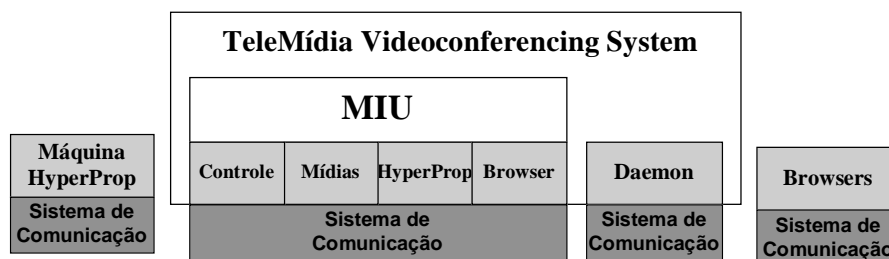 TeleMídia Videoconferencing System
MIU
Máquina
HyperProp
Controle
Mídias
HyperProp
Browser
Daemon
Browsers
Sistema de
Comunicação
Sistema de
Comunicação
Sistema de
Comunicação
Sistema de
Comunicação